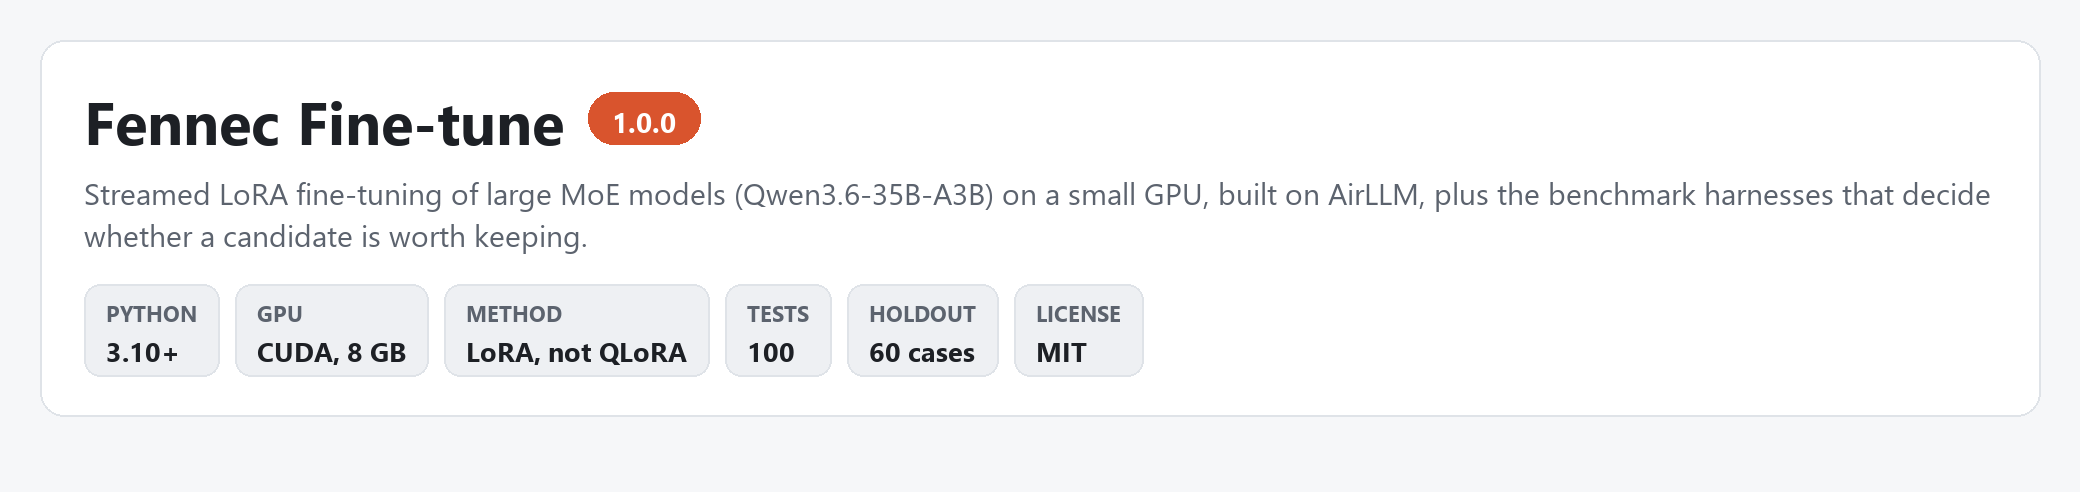 Fennec Fine-tune 1.0.0
Streamed LoRA fine-tuning of large MoE models (Qwen3.6-35B-A3B) on a small GPU, built on AirLLM, plus the benchmark harnesses that decide
whether a candidate is worth keeping.
PYTHON GPU METHOD TESTS HOLDOUT LICENSE
3.10+ CUDA, 8 GB LoRA, not QLoRA 100 60 cases MIT